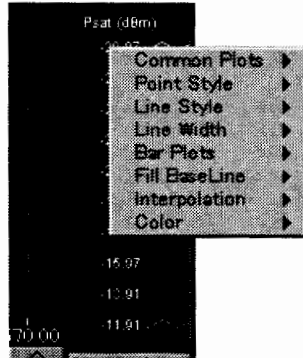 Psat (dBm)
Common Plots
Point Style
Line Style
Line Width
Bar Plots
Fill BaseLine
Interpolation
Color
-15.97
-13.91
-11.91
70.00